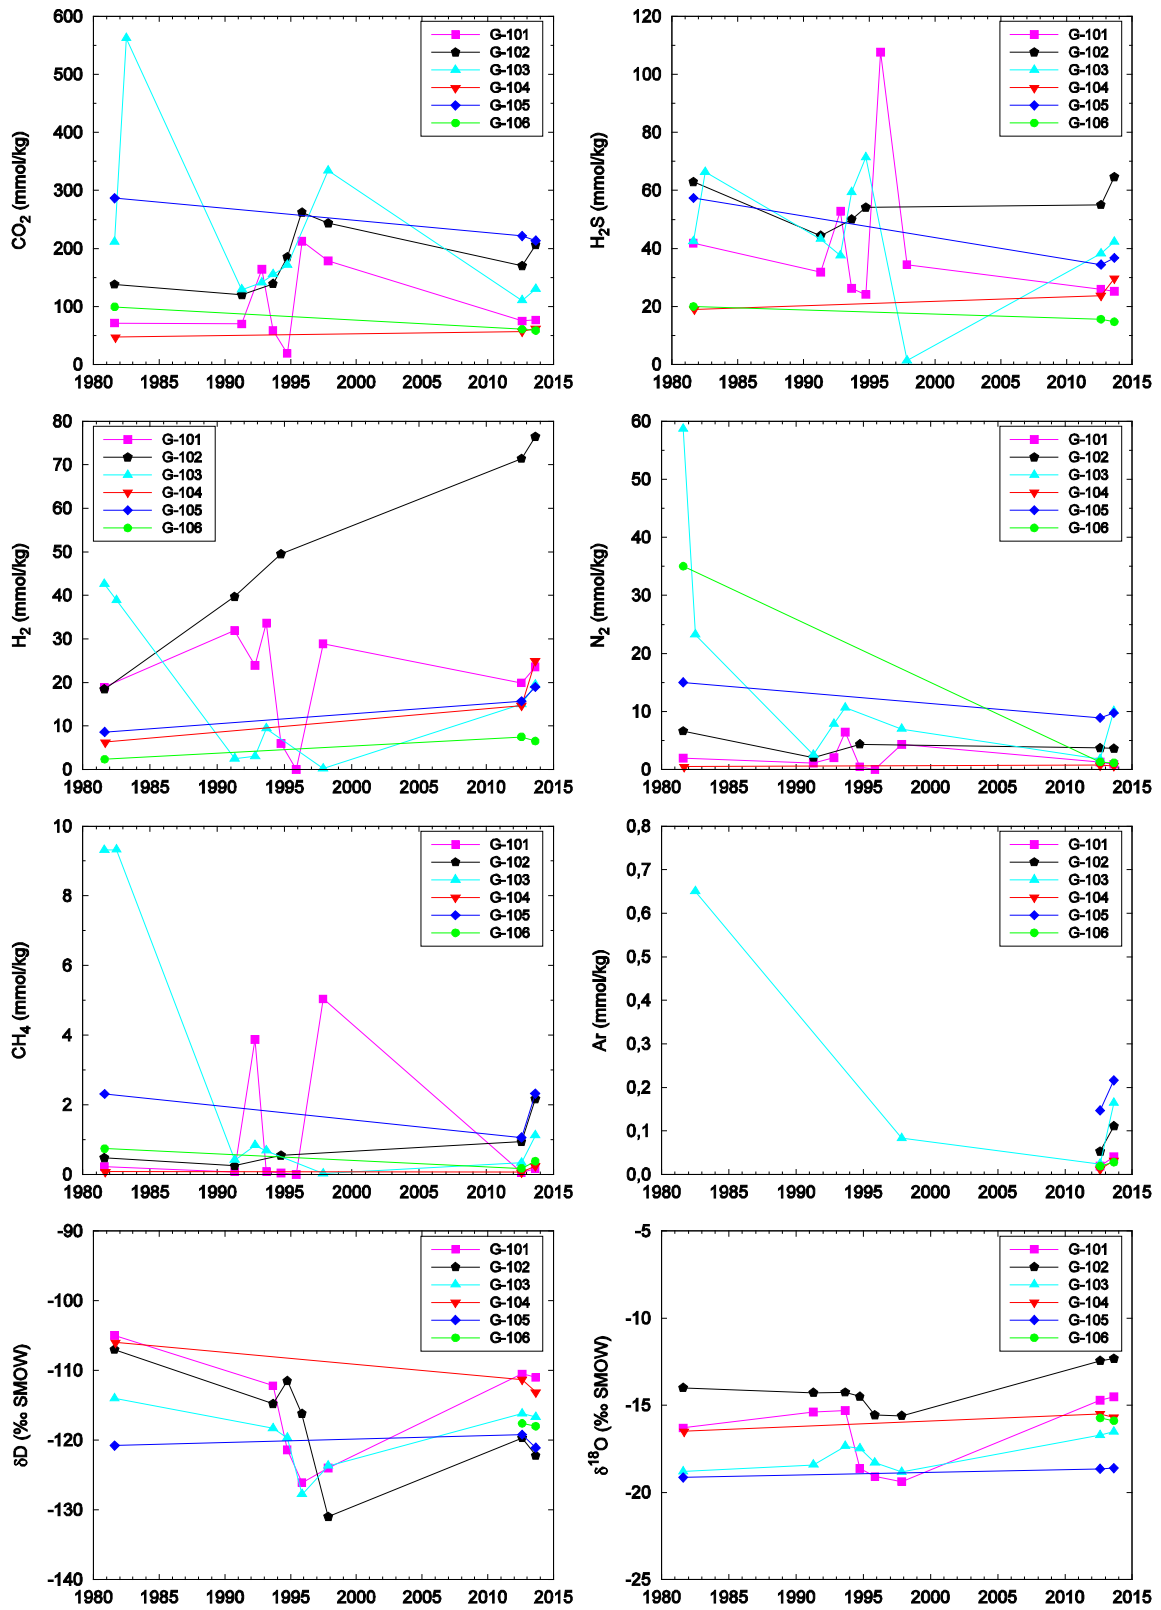 600
500
400
300
200
100
0
CO2 (mmol/kg)
1980 1985 1990 1995 2000 2005 2010 2015
G-101
G-102
G-103
G-104
G-105
G-106
120
100
80
60
40
20
0
H2S (mmol/kg)
1980 1985 1990 1995 2000 2005 2010 2015
G-101
G-102
G-103
G-104
G-105
G-106
80
70
60
50
40
30
20
10
0
H2 (mmol/kg)
1980 1985 1990 1995 2000 2005 2010 2015
G-101
G-102
G-103
G-104
G-105
G-106
60
50
40
30
20
10
0
N2 (mmol/kg)
1980 1985 1990 1995 2000 2005 2010 2015
G-101
G-102
G-103
G-104
G-105
G-106
10
8
6
4
2
0
CH4 (mmol/kg)
1980 1985 1990 1995 2000 2005 2010 2015
G-101
G-102
G-103
G-104
G-105
G-106
0,8
0,7
0,6
0,5
0,4
0,3
0,2
0,1
0,0
Ar (mmol/kg)
1980 1985 1990 1995 2000 2005 2010 2015
G-101
G-102
G-103
G-104
G-105
G-106
-90
-100
-110
-120
-130
-140
δD (‰ SMOW)
1980 1985 1990 1995 2000 2005 2010 2015
G-101
G-102
G-103
G-104
G-105
G-106
-5
-10
-15
-20
-25
δ18O (‰ SMOW)
1980 1985 1990 1995 2000 2005 2010 2015
G-101
G-102
G-103
G-104
G-105
G-106